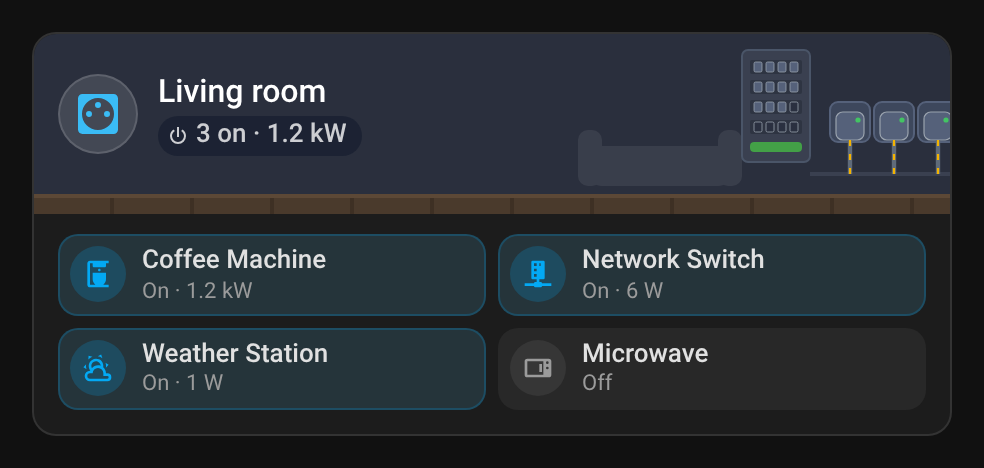 Living room
3 on · 1.2 kW
Coffee Machine
On · 1.2 kW
Network Switch
On · 6 W
Weather Station
On · 1 W
Microwave
Off